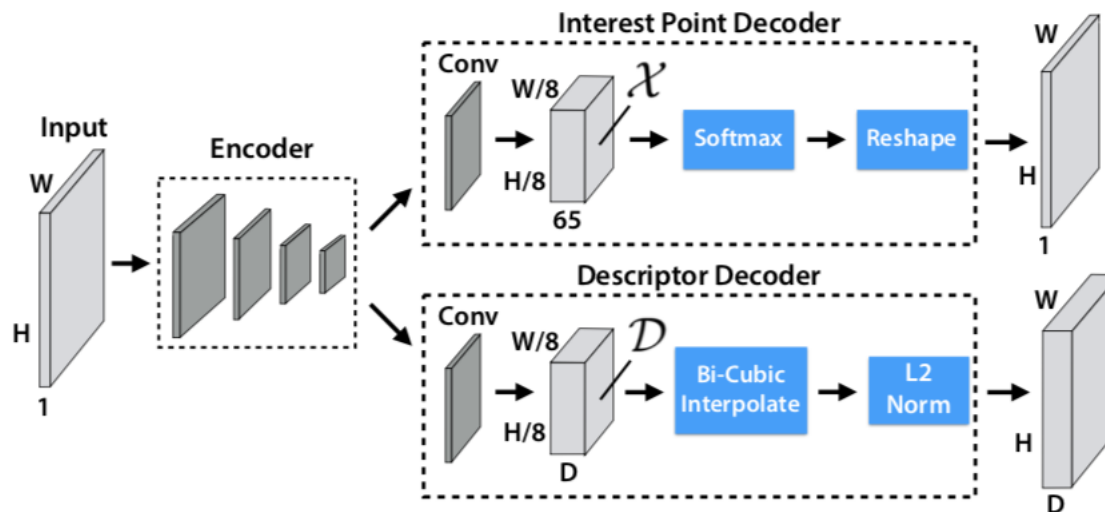 Input
W
H
1
Encoder
Interest Point Decoder
Conv
W/8
H/8
65
𝒳
Softmax
Reshape
W
H
1
Descriptor Decoder
Conv
W/8
H/8
D
𝒟
Bi-Cubic
Interpolate
L2
Norm
W
H
D